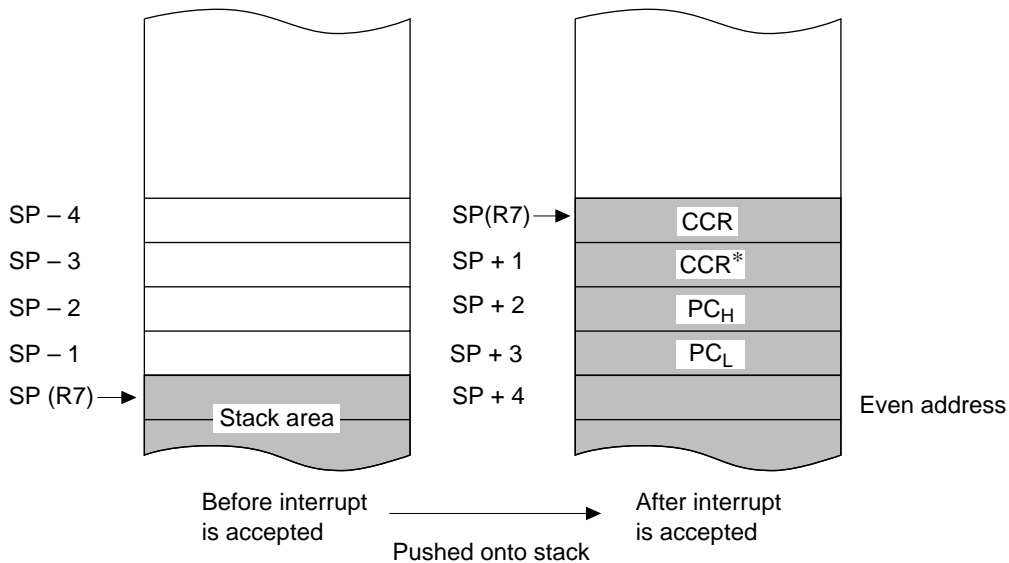 SP – 4
SP – 3
SP – 2
SP – 1
SP (R7)
Stack area
SP(R7)
SP + 1
SP + 2
SP + 3
SP + 4
CCR
CCR*
PCH
PCL
Even address
Before interrupt
is accepted
Pushed onto stack
After interrupt
is accepted